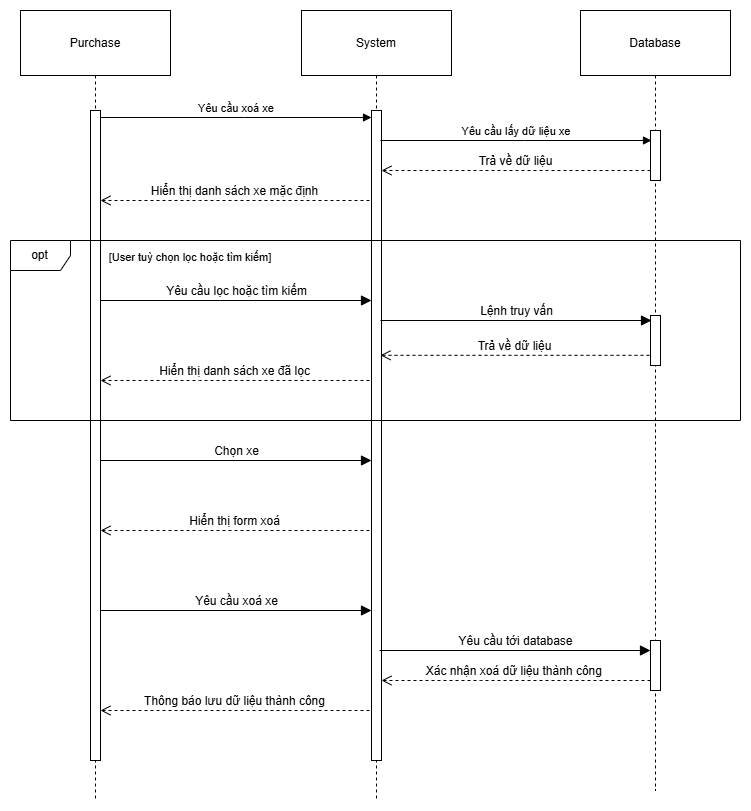 Purchase
System
Database
Yêu cầu xoá xe
Yêu cầu lấy dữ liệu xe
Trả về dữ liệu
Hiển thị danh sách xe mặc định
opt
[User tuỳ chọn lọc hoặc tìm kiếm]
Yêu cầu lọc hoặc tìm kiếm
Lệnh truy vấn
Trả về dữ liệu
Hiển thị danh sách xe đã lọc
Chọn xe
Hiển thị form xoá
Yêu cầu xoá xe
Yêu cầu tới database
Xác nhận xoá dữ liệu thành công
Thông báo lưu dữ liệu thành công